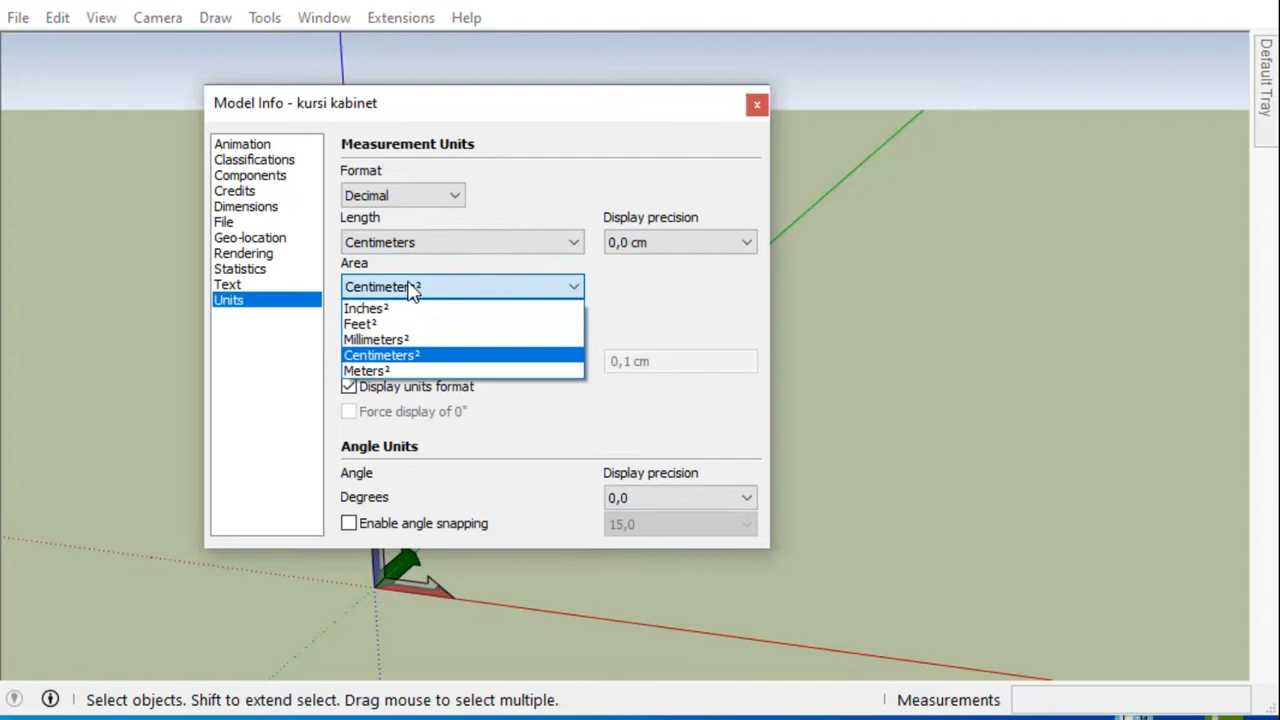 File Edit View Camera Draw Tools Window Extensions Help
Default Tray
Model Info - kursi kabinet
x
Animation
Classifications
Components
Credits
Dimensions
File
Geo-location
Rendering
Statistics
Text
Units
Measurement Units
Format
Decimal
Length Display precision
Centimeters 0,0 cm
Area
Inches²
Feet²
Millimeters²
Centimeters²
Meters²
0,1 cm
Display units format
Force display of 0"
Angle Units
Angle Display precision
Degrees 0,0
Enable angle snapping 15,0
Select objects. Shift to extend select. Drag mouse to select multiple. Measurements